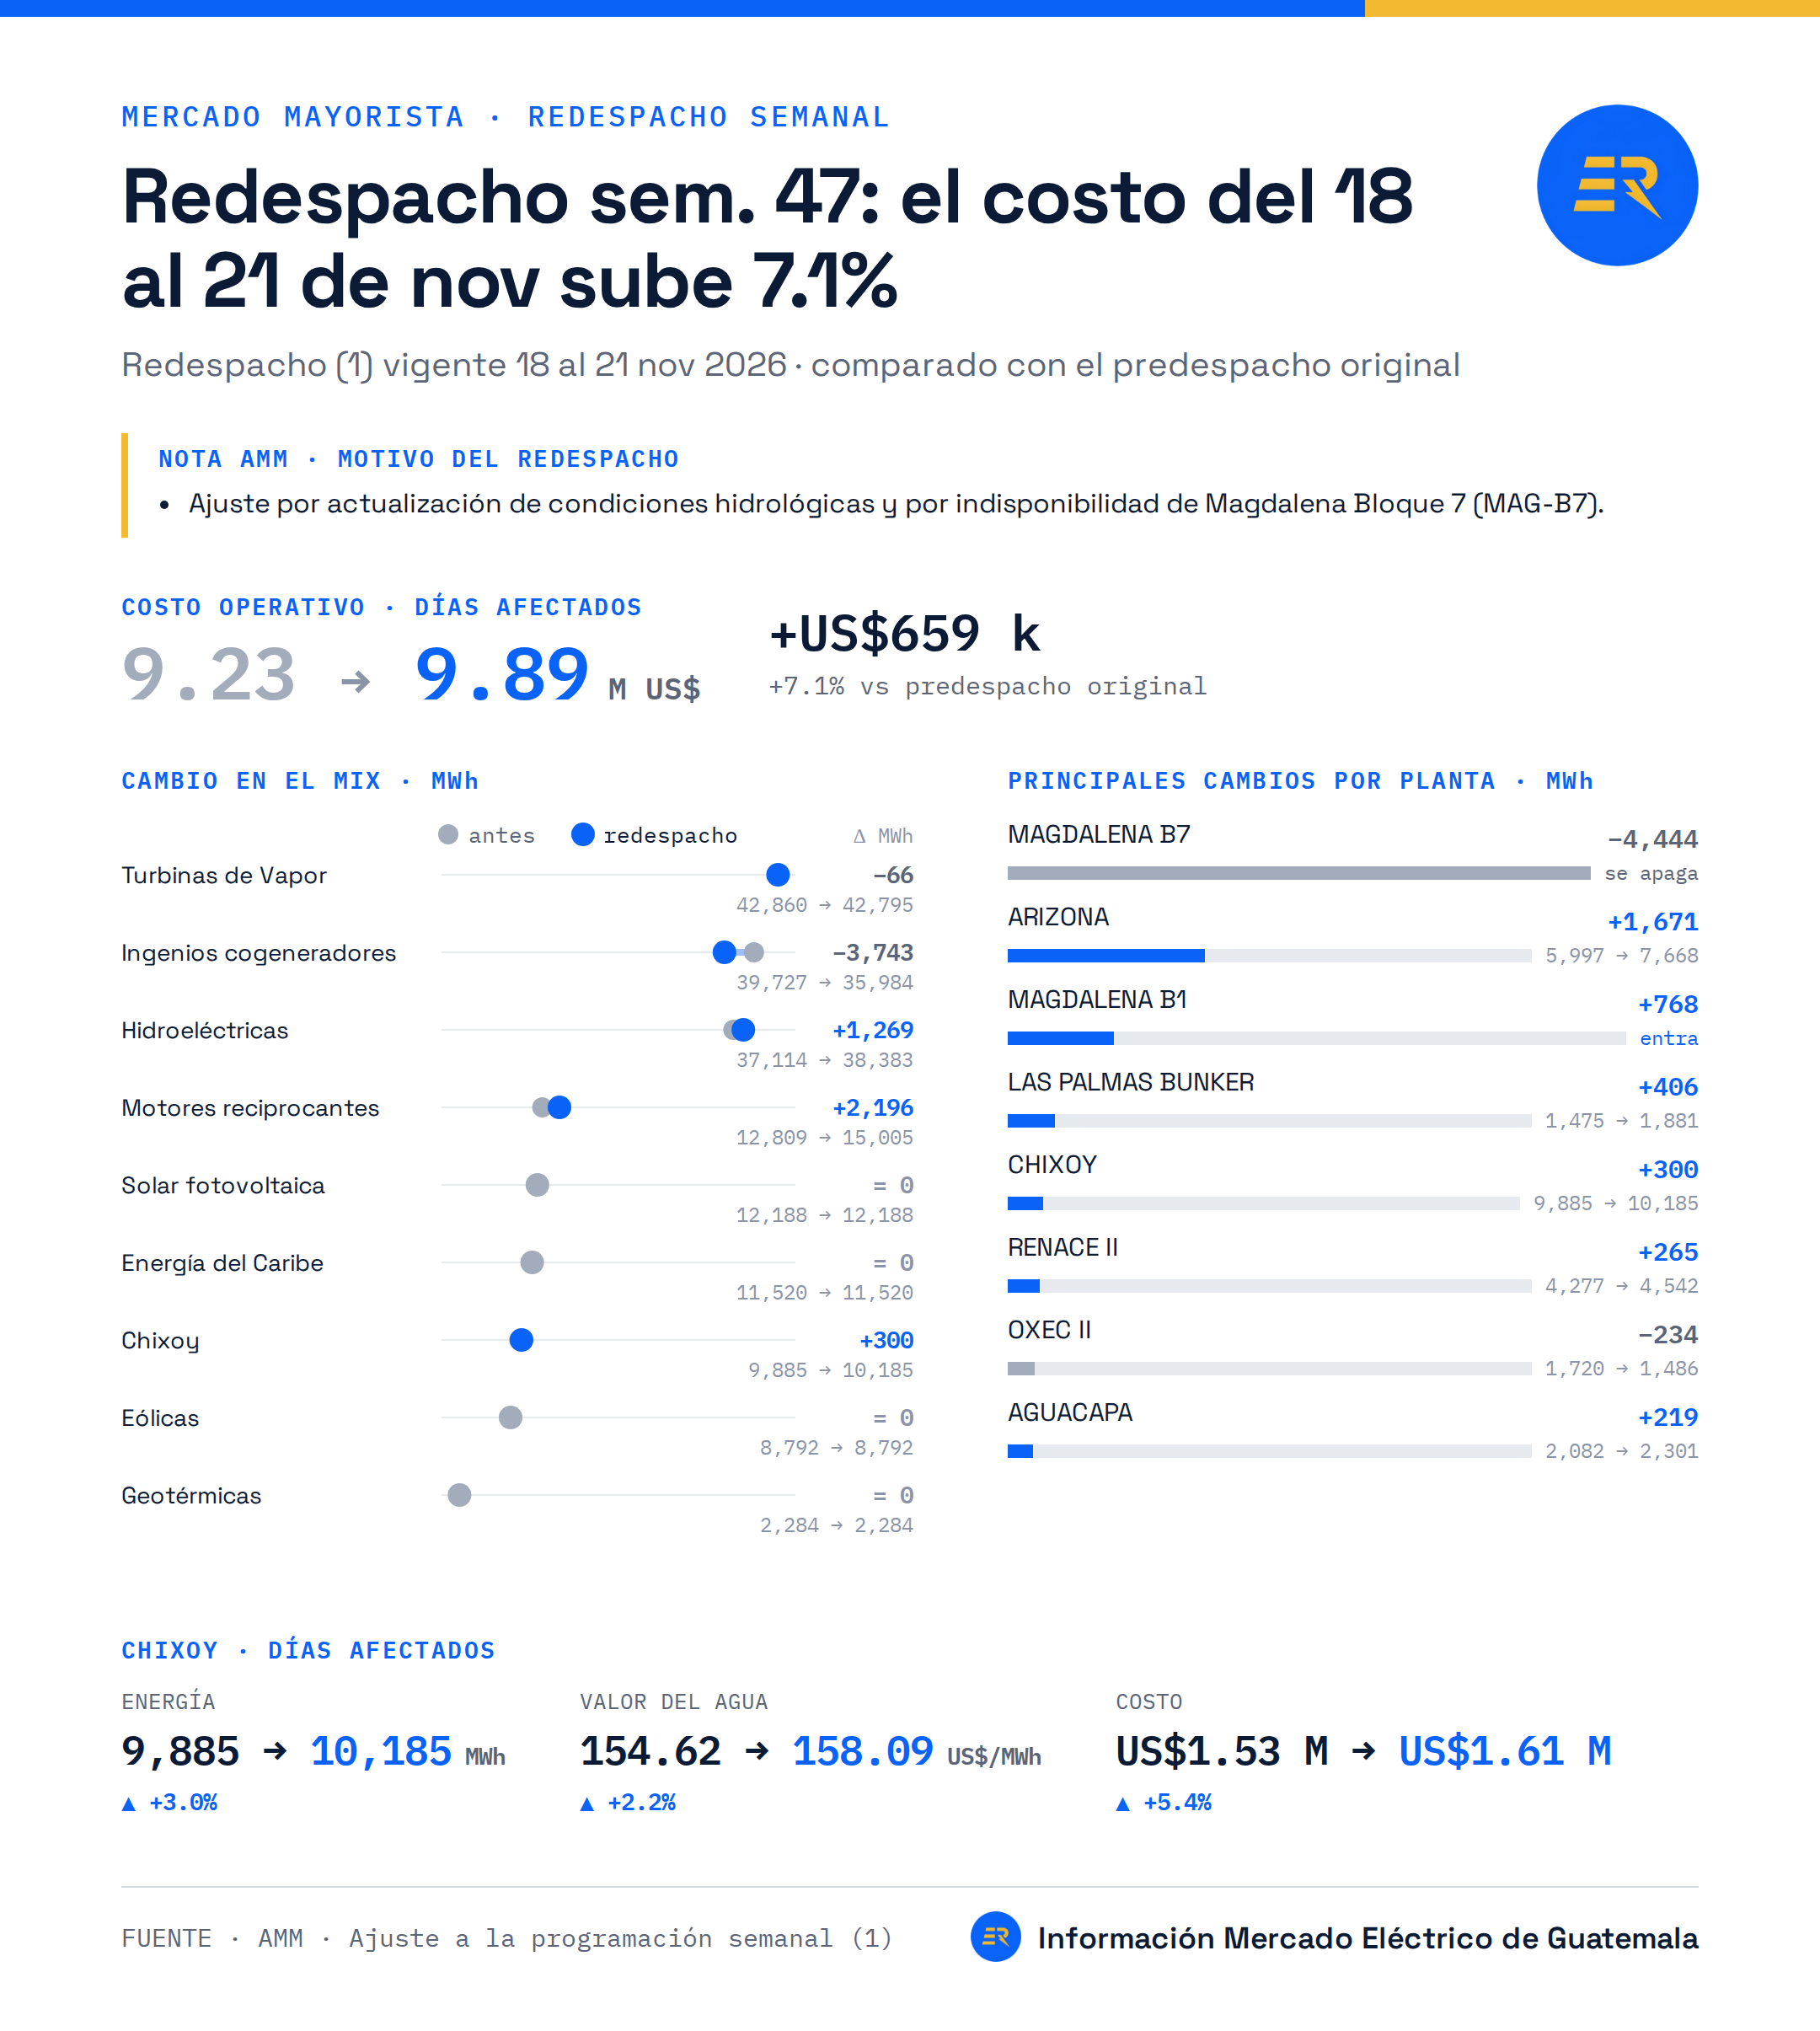 MERCADO MAYORISTA · REDESPACHO SEMANAL
Redespacho sem. 47: el costo del 18
al 21 de nov sube 7.1%
Redespacho (1) vigente 18 al 21 nov 2026 · comparado con el predespacho original
ER
NOTA AMM · MOTIVO DEL REDESPACHO
• Ajuste por actualización de condiciones hidrológicas y por indisponibilidad de Magdalena Bloque 7 (MAG-B7).
COSTO OPERATIVO · DÍAS AFECTADOS
9.23 → 9.89 M US$
+US$659 k
+7.1% vs predespacho original
CAMBIO EN EL MIX · MWh
antes redespacho Δ MWh
Turbinas de Vapor −66
42,860 → 42,795
Ingenios cogeneradores −3,743
39,727 → 35,984
Hidroeléctricas +1,269
37,114 → 38,383
Motores reciprocantes +2,196
12,809 → 15,005
Solar fotovoltaica = 0
12,188 → 12,188
Energía del Caribe = 0
11,520 → 11,520
Chixoy +300
9,885 → 10,185
Eólicas = 0
8,792 → 8,792
Geotérmicas = 0
2,284 → 2,284
PRINCIPALES CAMBIOS POR PLANTA · MWh
MAGDALENA B7 −4,444
se apaga
ARIZONA +1,671
5,997 → 7,668
MAGDALENA B1 +768
entra
LAS PALMAS BUNKER +406
1,475 → 1,881
CHIXOY +300
9,885 → 10,185
RENACE II +265
4,277 → 4,542
OXEC II −234
1,720 → 1,486
AGUACAPA +219
2,082 → 2,301
CHIXOY · DÍAS AFECTADOS
ENERGÍA
9,885 → 10,185 MWh
▲ +3.0%
VALOR DEL AGUA
154.62 → 158.09 US$/MWh
▲ +2.2%
COSTO
US$1.53 M → US$1.61 M
▲ +5.4%
FUENTE · AMM · Ajuste a la programación semanal (1)
ER Información Mercado Eléctrico de Guatemala